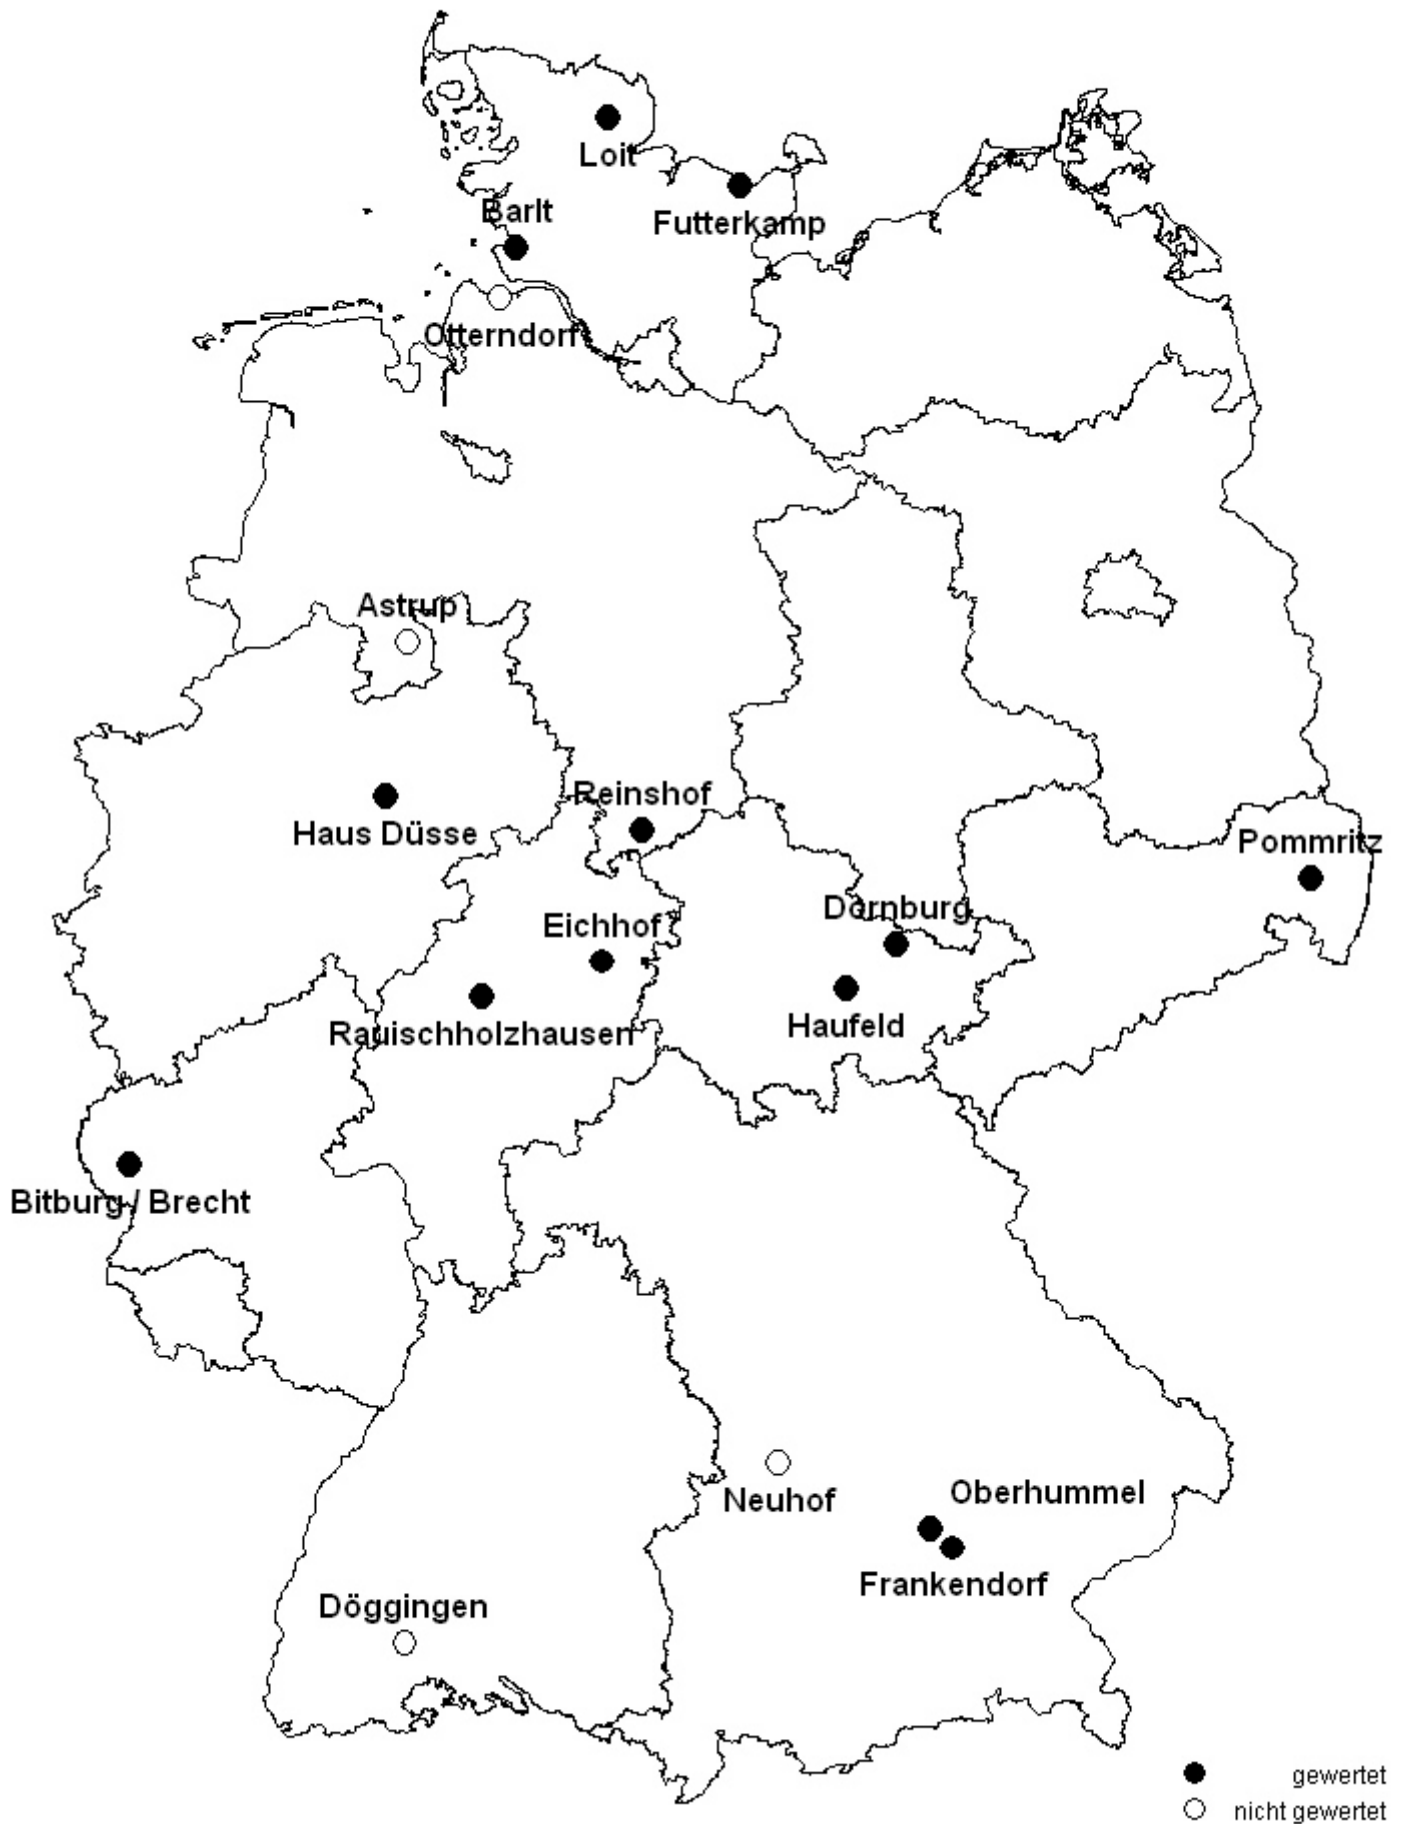 Loit
Barlt
Futterkamp
Otterndorf
Astrup
Reinshof
Haus Düsse
Pommritz
Dornburg
Eichhof
Haufeld
Rauischholzhausen
Bitburg / Brecht
Oberhummel
Neuhof
Frankendorf
Döggingen
gewertet
nicht gewertet